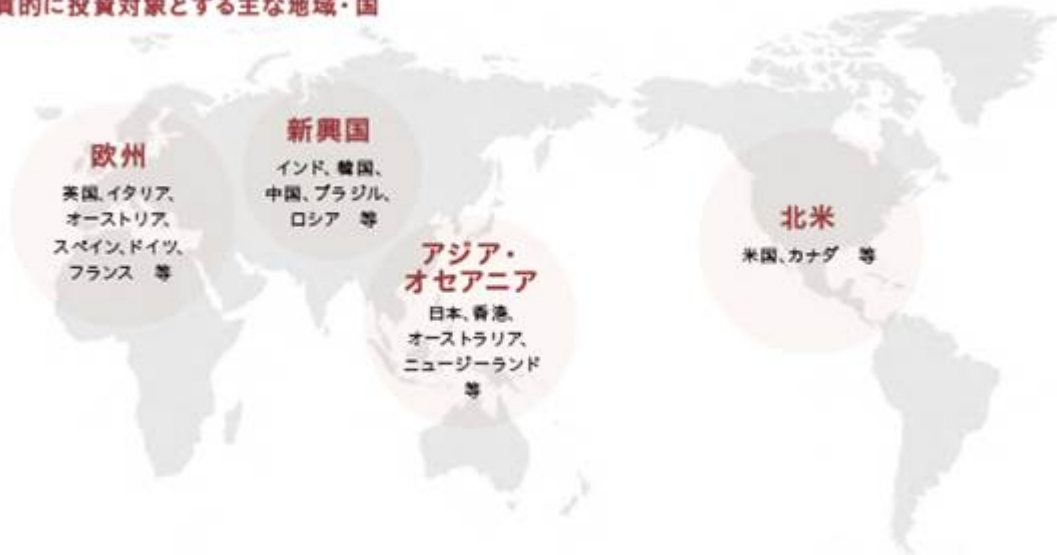 質的に投資対象とする主な地域・国
欧州
英国、イタリア、
オーストリア、
スペイン、ドイツ、
フランス 等
新興国
インド、韓国、
中国、ブラジル、
ロシア 等
アジア・
オセアニア
日本、香港、
オーストラリア、
ニュージーランド
等
北米
米国、カナダ 等